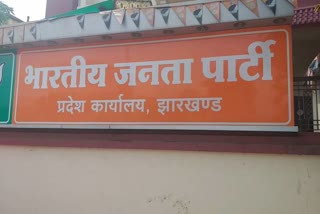 भारतीय जनता पार्टी
प्रदेश कार्यालय, झारखण्ड